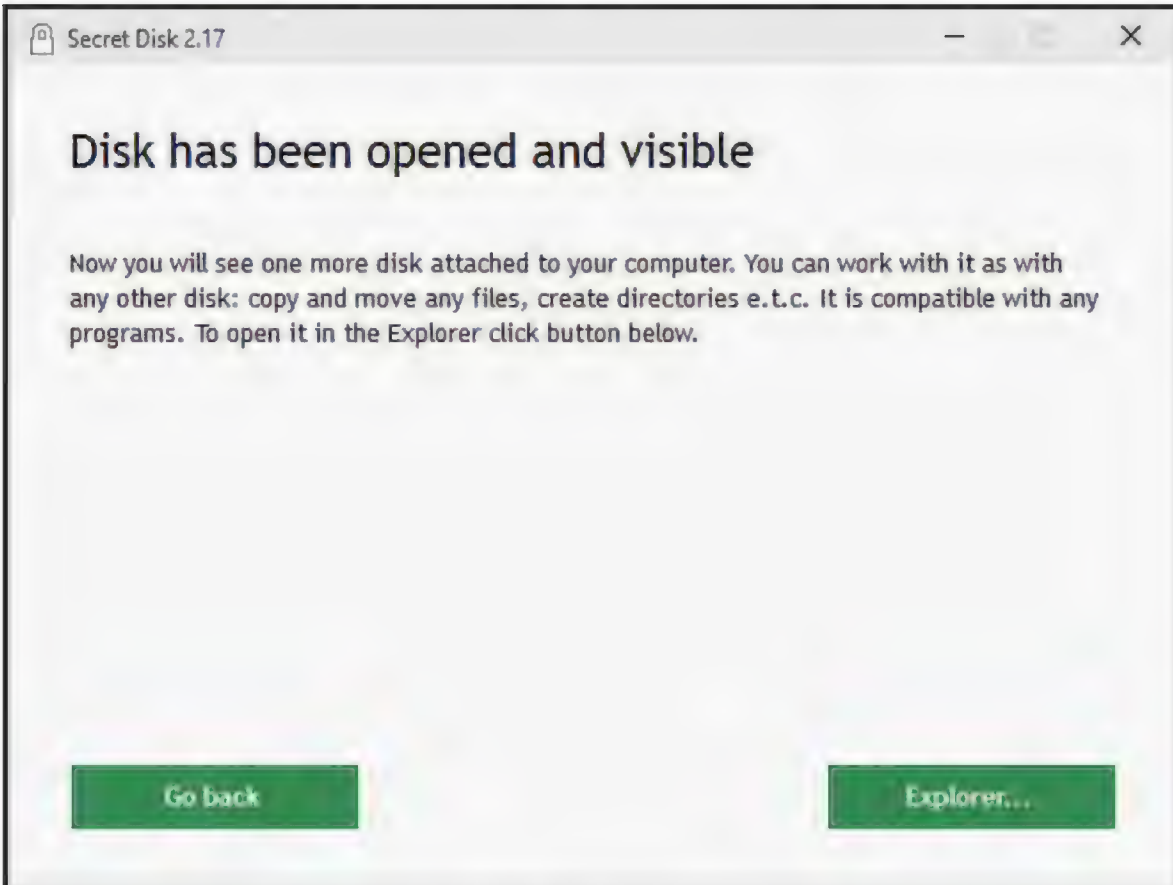 Secret Disk 2.17
Disk has been opened and visible
Now you will see one more disk attached to your computer. You can work with it as with
any other disk: copy and move any files, create directories e.t.c. It is compatible with any
programs. To open it in the Explorer click button below.
Go back
Explorer...